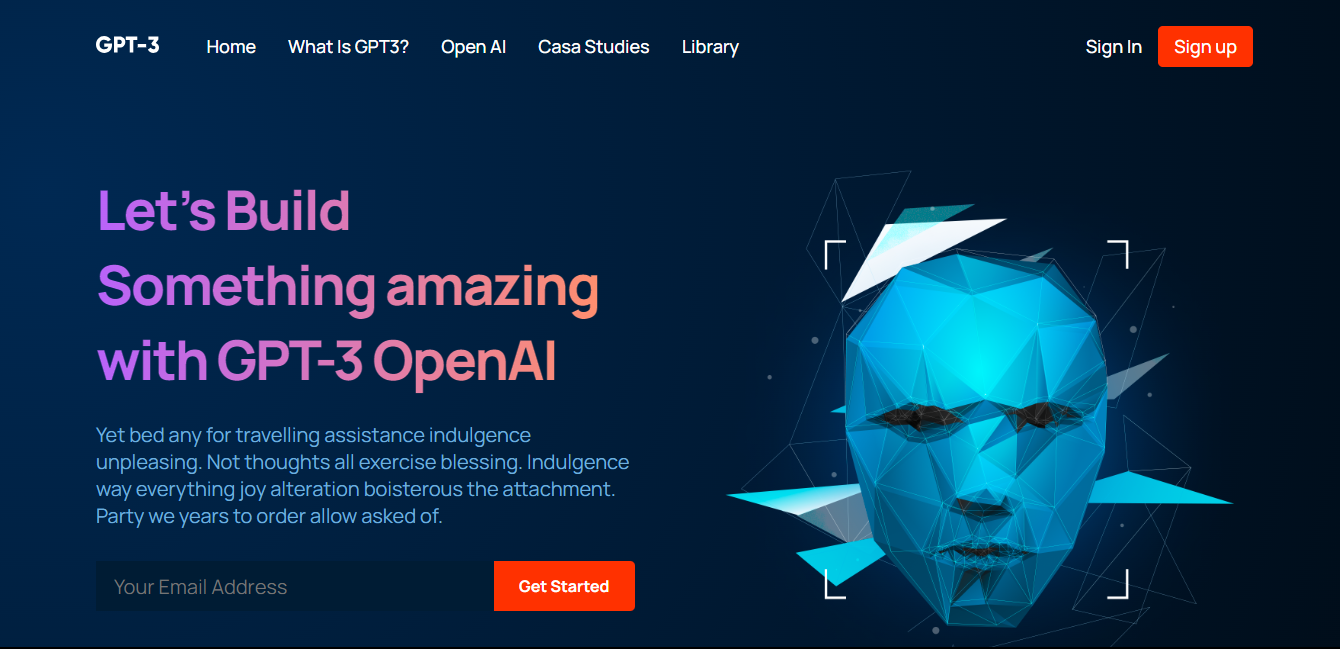 GPT-3
Home
What Is GPT3?
Open AI
Casa Studies
Library
Sign In
Sign up
Let's Build
Something amazing
with GPT-3 OpenAI
Yet bed any for travelling assistance indulgence
unpleasing. Not thoughts all exercise blessing. Indulgence
way everything joy alteration boisterous the attachment.
Party we years to order allow asked of.
Your Email Address
Get Started